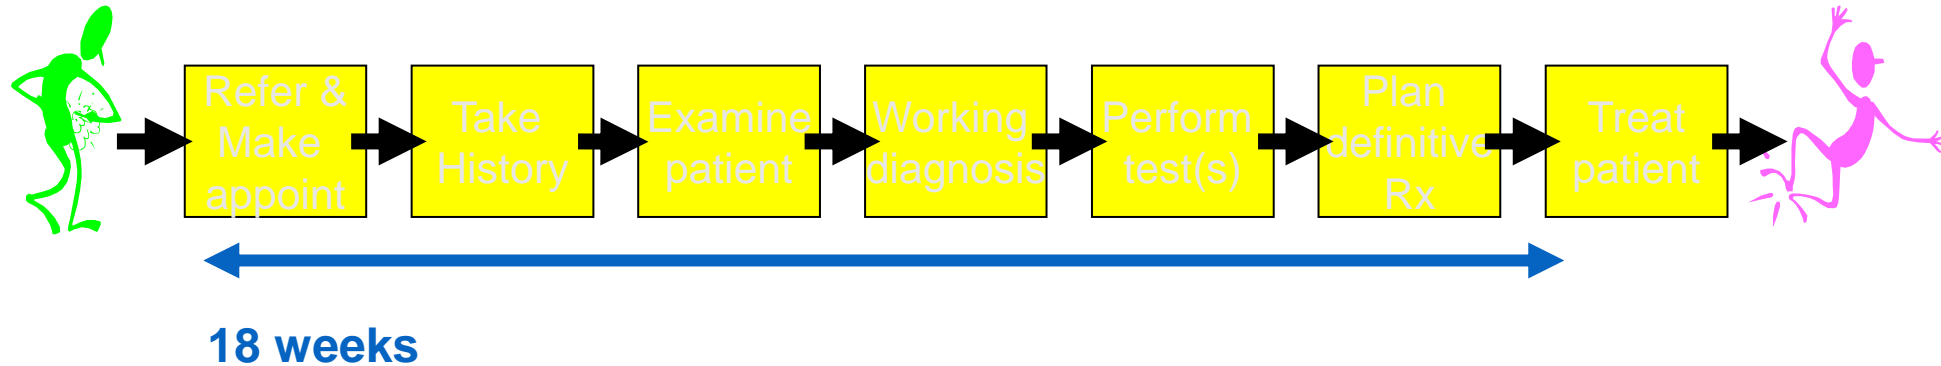 Refer &
Make
appoint
Take
History
Examine
patient
Working
diagnosis
Perform
test(s)
Plan
definitive
Rx
Treat
patient
18 weeks